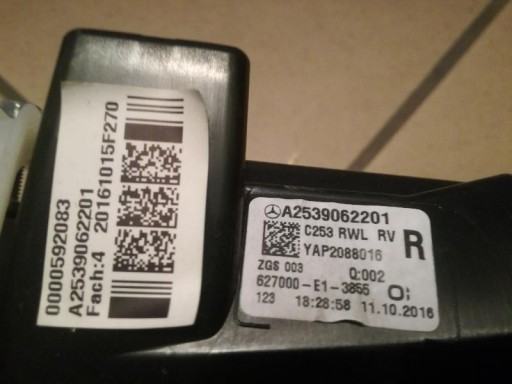 0000592083
A2539062201
Fach:4 20161015F270
A2539062201
C253 RWL RV
YAP2088016
R
ZGS 003 Q:002
627000-E1-3855
123 18:28:58 11.10.2016